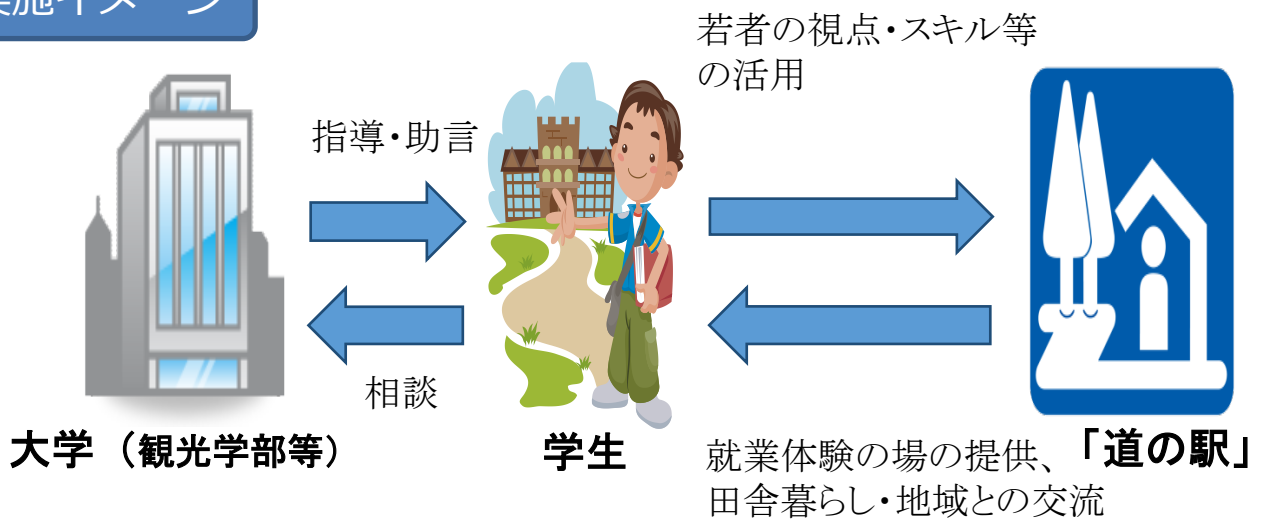 実施イメージ
若者の視点・スキル等
の活用
指導・助言
相談
大学（観光学部等）
学生
「道の駅」
就業体験の場の提供、
田舎暮らし・地域との交流